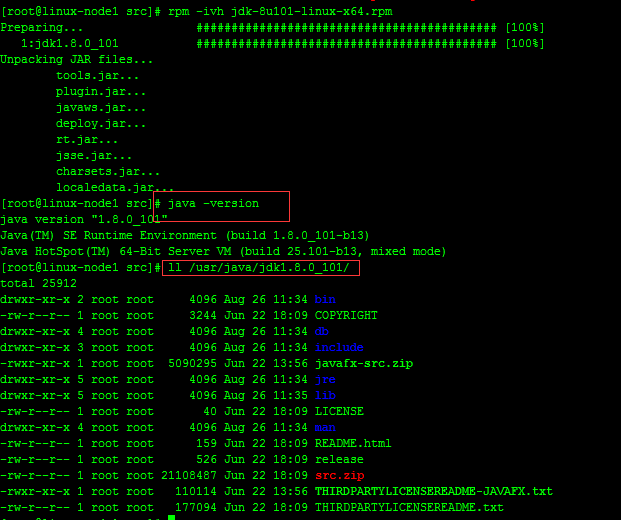 [root@linux-node1 src]# rpm -ivh jdk-8u101-linux-x64.rpm
Preparing... ########################################### [100%]
1:jdk1.8.0_101 ########################################### [100%]
Unpacking JAR files...
tools.jar...
plugin.jar...
javaws.jar...
deploy.jar...
rt.jar...
jsse.jar...
charsets.jar...
localedata.jar...
[root@linux-node1 src]# java -version
java version "1.8.0_101"
Java(TM) SE Runtime Environment (build 1.8.0_101-b13)
Java HotSpot(TM) 64-Bit Server VM (build 25.101-b13, mixed mode)
[root@linux-node1 src]# ll /usr/java/jdk1.8.0_101/
total 25912
drwxr-xr-x 2 root root 4096 Aug 26 11:34 bin
-rw-r--r-- 1 root root 3244 Jun 22 18:09 COPYRIGHT
drwxr-xr-x 4 root root 4096 Aug 26 11:34 db
drwxr-xr-x 3 root root 4096 Aug 26 11:34 include
-rwxr-xr-x 1 root root 5090295 Jun 22 13:56 javafx-src.zip
drwxr-xr-x 5 root root 4096 Aug 26 11:34 jre
drwxr-xr-x 5 root root 4096 Aug 26 11:35 lib
-rw-r--r-- 1 root root 40 Jun 22 18:09 LICENSE
drwxr-xr-x 4 root root 4096 Aug 26 11:34 man
-rw-r--r-- 1 root root 159 Jun 22 18:09 README.html
-rw-r--r-- 1 root root 526 Jun 22 18:09 release
-rw-r--r-- 1 root root 21108487 Jun 22 18:09 src.zip
-rwxr-xr-x 1 root root 110114 Jun 22 13:56 THIRDPARTYLICENSEREADME-JAVAFX.txt
-rw-r--r-- 1 root root 177094 Jun 22 18:09 THIRDPARTYLICENSEREADME.txt